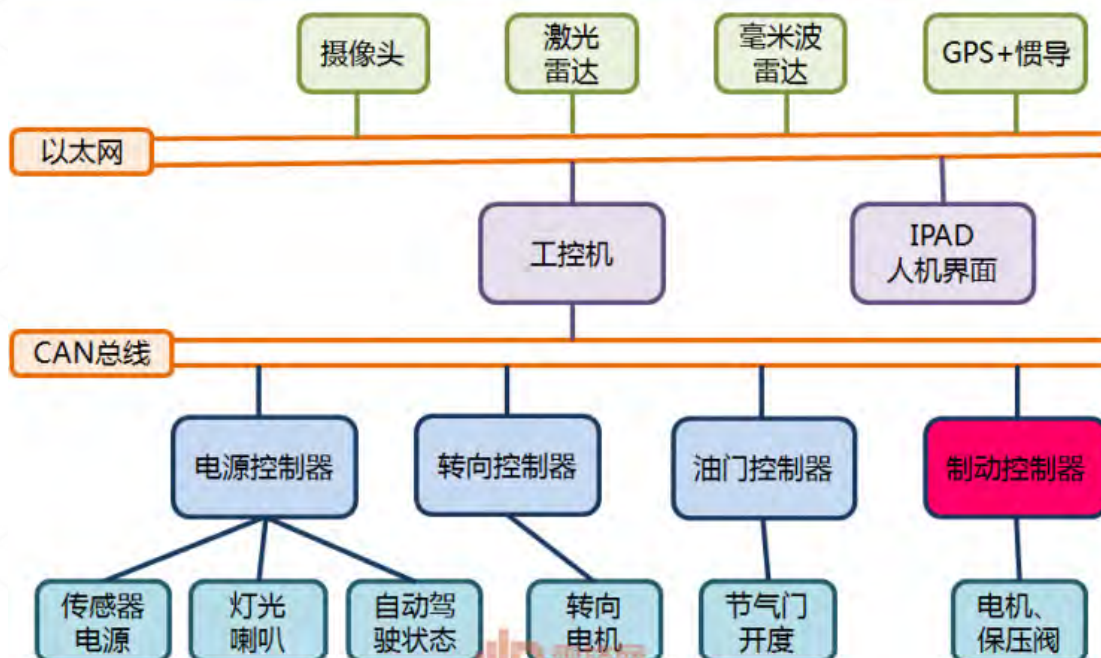 摄像头
激光
雷达
毫米波
雷达
GPS+惯导
以太网
工控机
IPAD
人机界面
CAN总线
电源控制器
转向控制器
油门控制器
制动控制器
传感器
电源
灯光
喇叭
自动驾
驶状态
转向
电机
节气门
开度
电机、
保压阀